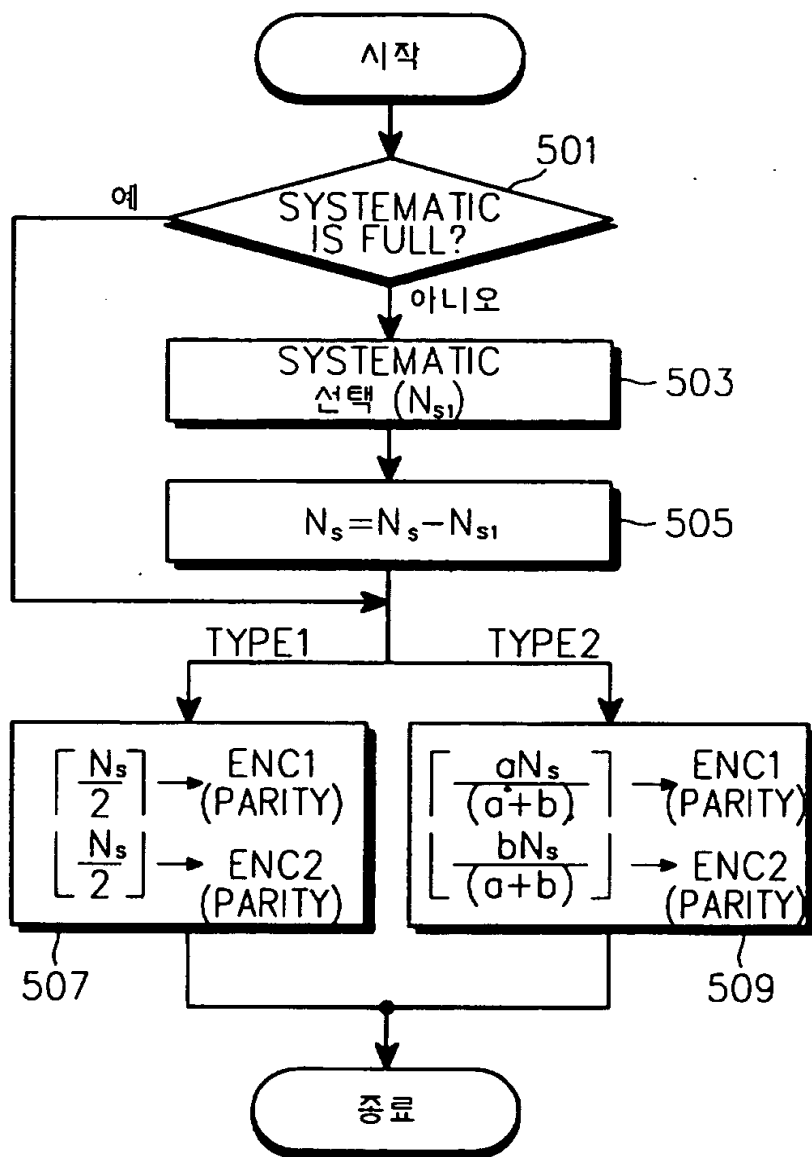 시작
501
예
SYSTEMATIC
IS FULL?
아니오
SYSTEMATIC
선택 (Ns1)
503
Ns=Ns−Ns1
505
TYPE1
TYPE2
⌈Ns/2⌉ → ENC1
(PARITY)
⌊Ns/2⌋ → ENC2
(PARITY)
507
⌈aNs/(a+b)⌉ → ENC1
(PARITY)
⌊bNs/(a+b)⌋ → ENC2
(PARITY)
509
종료